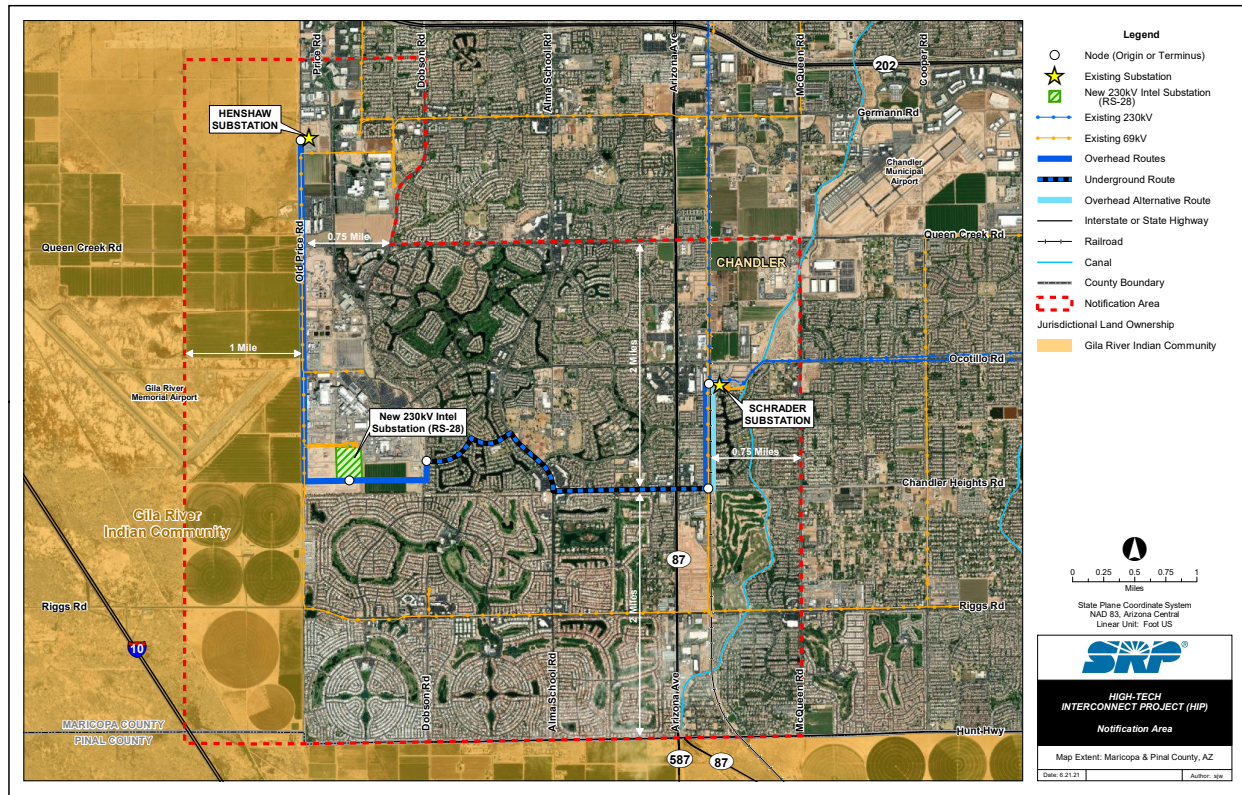 Price Rd
Dobson Rd
Alma School Rd
Arizona Ave
McQueen Rd
Cooper Rd
202
HENSHAW
SUBSTATION
Germann Rd
Chandler
Municipal
Airport
Queen Creek Rd
0.75 Mile
Queen Creek Rd
Old Price Rd
CHANDLER
1 Mile
2 Miles
Ocotillo Rd
Gila River
Memorial Airport
New 230kV Intel
Substation (RS-28)
SCHRADER
SUBSTATION
0.75 Miles
Chandler Heights Rd
Gila River
Indian Community
87
Riggs Rd
2 Miles
Riggs Rd
10
Dobson Rd
Alma School Rd
Arizona Ave
McQueen Rd
MARICOPA COUNTY
PINAL COUNTY
Hunt Hwy
587
87
Legend
Node (Origin or Terminus)
Existing Substation
New 230kV Intel Substation
(RS-28)
Existing 230kV
Existing 69kV
Overhead Routes
Underground Route
Overhead Alternative Route
Interstate or State Highway
Railroad
Canal
County Boundary
Notification Area
Jurisdictional Land Ownership
Gila River Indian Community
0 0.25 0.5 0.75 1
Miles
State Plane Coordinate System
NAD 83, Arizona Central
Linear Unit: Foot US
SRP®
HIGH-TECH
INTERCONNECT PROJECT (HIP)
Notification Area
Map Extent: Maricopa & Pinal County, AZ
Date: 6.21.21
Author: sjw